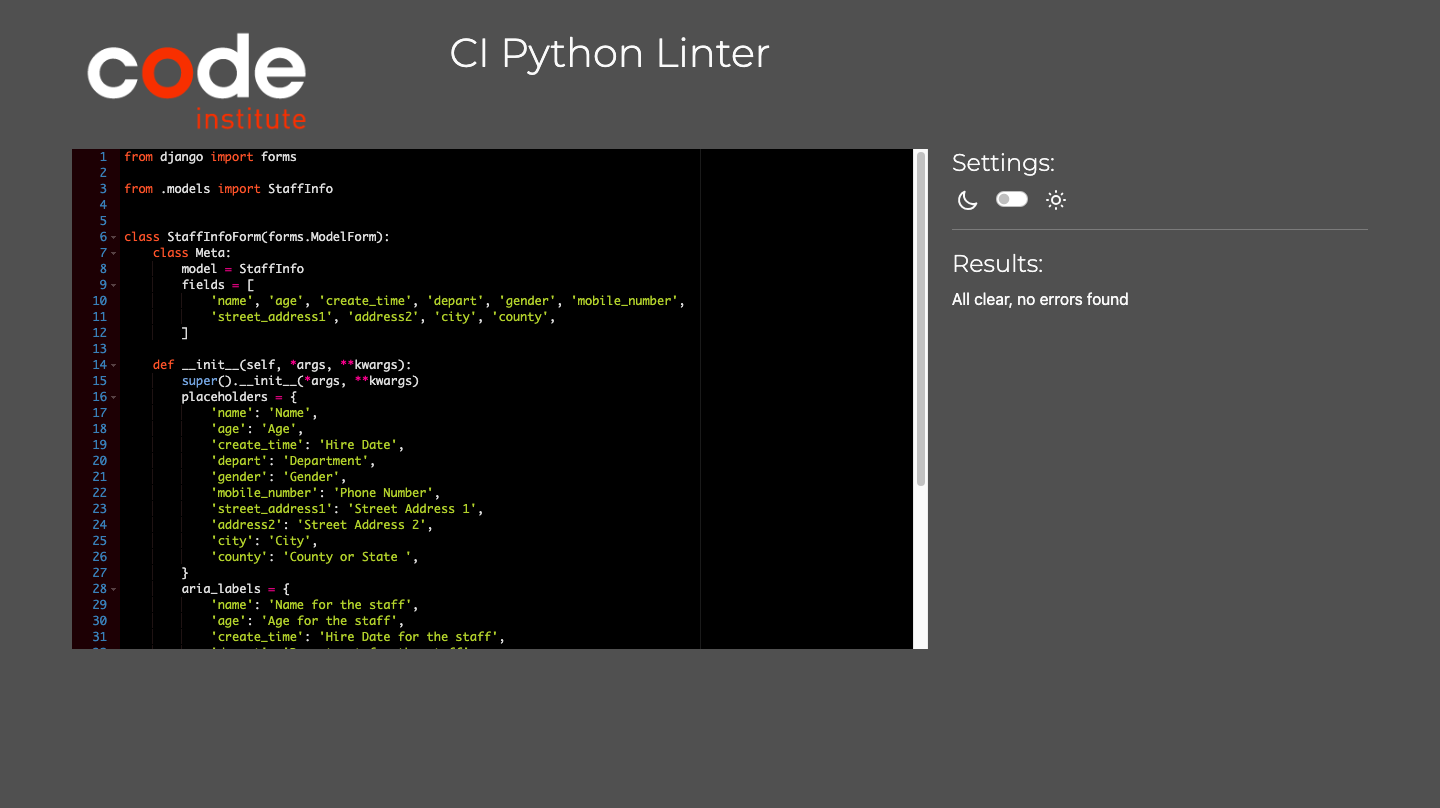 code
institute
CI Python Linter
1 from django import forms
2
3 from .models import StaffInfo
4
5
6 class StaffInfoForm(forms.ModelForm):
7     class Meta:
8         model = StaffInfo
9         fields = [
10             'name', 'age', 'create_time', 'depart', 'gender', 'mobile_number',
11             'street_address1', 'address2', 'city', 'county',
12         ]
13
14     def __init__(self, *args, **kwargs):
15         super().__init__(*args, **kwargs)
16         placeholders = {
17             'name': 'Name',
18             'age': 'Age',
19             'create_time': 'Hire Date',
20             'depart': 'Department',
21             'gender': 'Gender',
22             'mobile_number': 'Phone Number',
23             'street_address1': 'Street Address 1',
24             'address2': 'Street Address 2',
25             'city': 'City',
26             'county': 'County or State ',
27         }
28         aria_labels = {
29             'name': 'Name for the staff',
30             'age': 'Age for the staff',
31             'create_time': 'Hire Date for the staff',
Settings:
Results:
All clear, no errors found